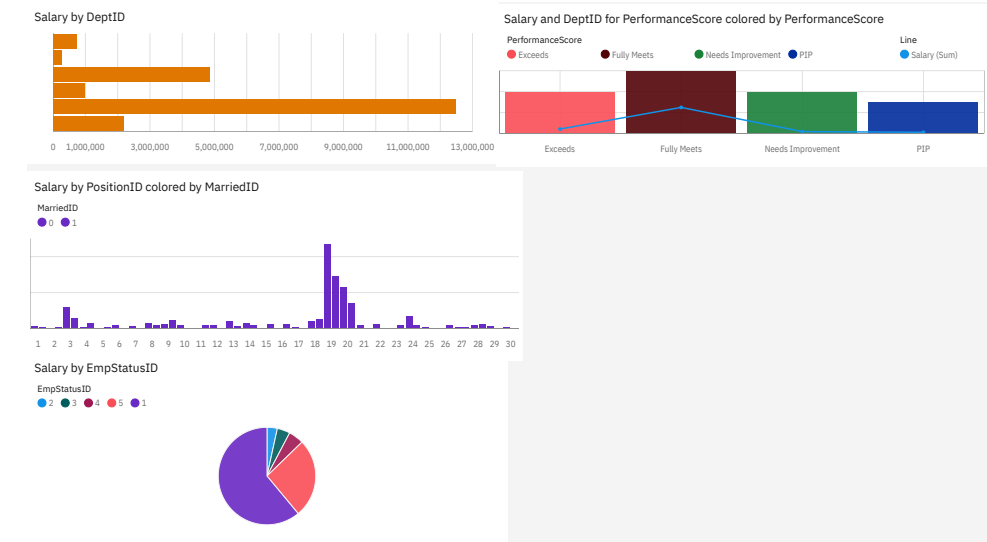 Salary by DeptID
0 1,000,000 3,000,000 5,000,000 7,000,000 9,000,000 11,000,000 13,000,000
Salary and DeptID for PerformanceScore colored by PerformanceScore
PerformanceScore Line
Exceeds Fully Meets Needs Improvement PIP Salary (Sum)
Exceeds Fully Meets Needs Improvement PIP
Salary by PositionID colored by MarriedID
MarriedID
0 1
1 2 3 4 5 6 7 8 9 10 11 12 13 14 15 16 17 18 19 20 21 22 23 24 25 26 27 28 29 30
Salary by EmpStatusID
EmpStatusID
2 3 4 5 1